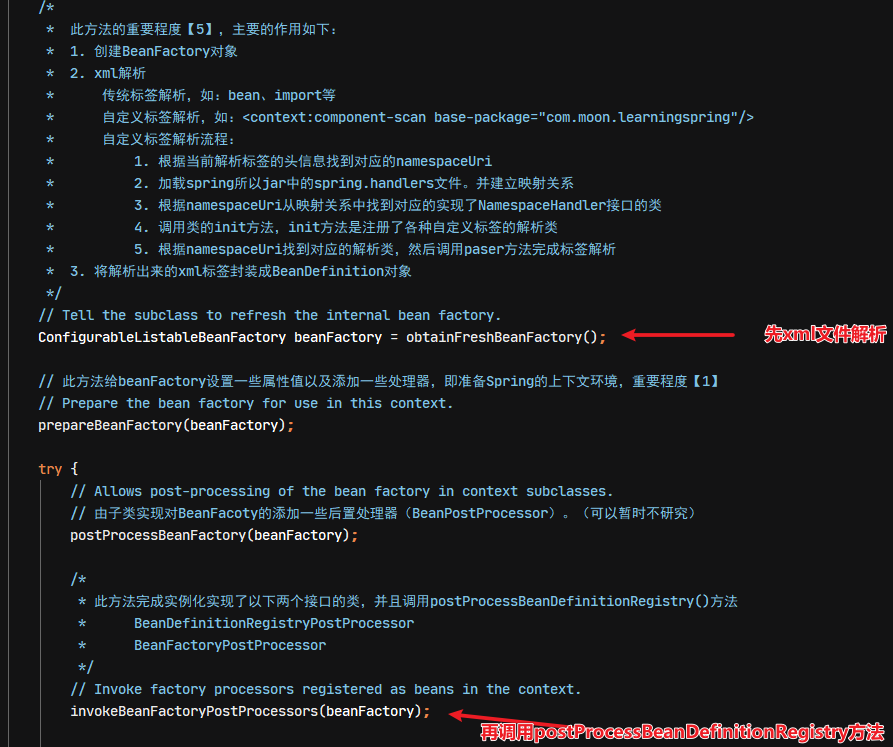 /*
*  此方法的重要程度【5】，主要的作用如下：
*  1. 创建BeanFactory对象
*  2. xml解析
*      传统标签解析，如：bean、import等
*      自定义标签解析，如：<context:component-scan base-package="com.moon.learningspring"/>
*      自定义标签解析流程：
*          1. 根据当前解析标签的头信息找到对应的namespaceUri
*          2. 加载spring所以jar中的spring.handlers文件。并建立映射关系
*          3. 根据namespaceUri从映射关系中找到对应的实现了NamespaceHandler接口的类
*          4. 调用类的init方法，init方法是注册了各种自定义标签的解析类
*          5. 根据namespaceUri找到对应的解析类，然后调用paser方法完成标签解析
*  3. 将解析出来的xml标签封装成BeanDefinition对象
*/
// Tell the subclass to refresh the internal bean factory.
ConfigurableListableBeanFactory beanFactory = obtainFreshBeanFactory(); 先xml文件解析
// 此方法给beanFactory设置一些属性值以及添加一些处理器，即准备Spring的上下文环境，重要程度【1】
// Prepare the bean factory for use in this context.
prepareBeanFactory(beanFactory);
try {
// Allows post-processing of the bean factory in context subclasses.
// 由子类实现对BeanFacoty的添加一些后置处理器（BeanPostProcessor）。（可以暂时不研究）
postProcessBeanFactory(beanFactory);
/*
* 此方法完成实例化实现了以下两个接口的类，并且调用postProcessBeanDefinitionRegistry()方法
*      BeanDefinitionRegistryPostProcessor
*      BeanFactoryPostProcessor
*/
// Invoke factory processors registered as beans in the context.
invokeBeanFactoryPostProcessors(beanFactory);
再调用postProcessBeanDefinitionRegistry方法